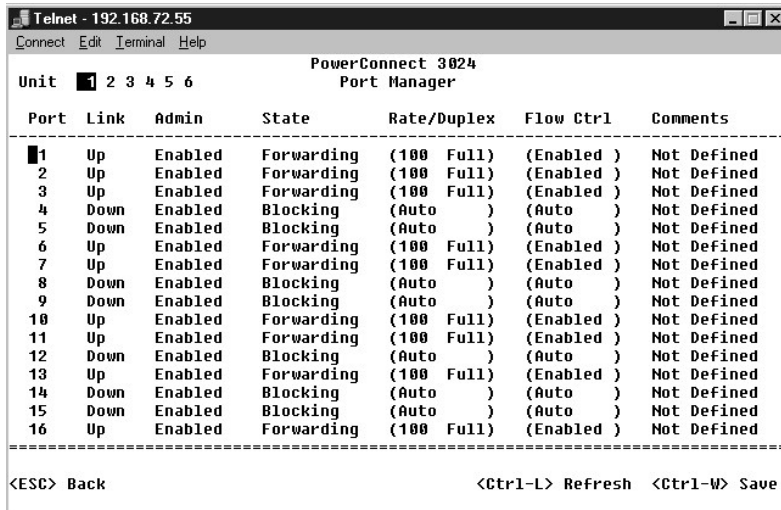 Telnet - 192.168.72.55
Connect Edit Terminal Help
PowerConnect 3024
Unit 1 2 3 4 5 6 Port Manager
Port Link Admin State Rate/Duplex Flow Ctrl Comments
1 Up Enabled Forwarding (100 Full) (Enabled ) Not Defined
2 Up Enabled Forwarding (100 Full) (Enabled ) Not Defined
3 Up Enabled Forwarding (100 Full) (Enabled ) Not Defined
4 Down Enabled Blocking (Auto ) (Auto ) Not Defined
5 Down Enabled Blocking (Auto ) (Auto ) Not Defined
6 Up Enabled Forwarding (100 Full) (Enabled ) Not Defined
7 Up Enabled Forwarding (100 Full) (Enabled ) Not Defined
8 Down Enabled Blocking (Auto ) (Auto ) Not Defined
9 Down Enabled Blocking (Auto ) (Auto ) Not Defined
10 Up Enabled Forwarding (100 Full) (Enabled ) Not Defined
11 Up Enabled Forwarding (100 Full) (Enabled ) Not Defined
12 Down Enabled Blocking (Auto ) (Auto ) Not Defined
13 Up Enabled Forwarding (100 Full) (Enabled ) Not Defined
14 Down Enabled Blocking (Auto ) (Auto ) Not Defined
15 Down Enabled Blocking (Auto ) (Auto ) Not Defined
16 Up Enabled Forwarding (100 Full) (Enabled ) Not Defined
<ESC> Back <Ctrl-L> Refresh <Ctrl-W> Save